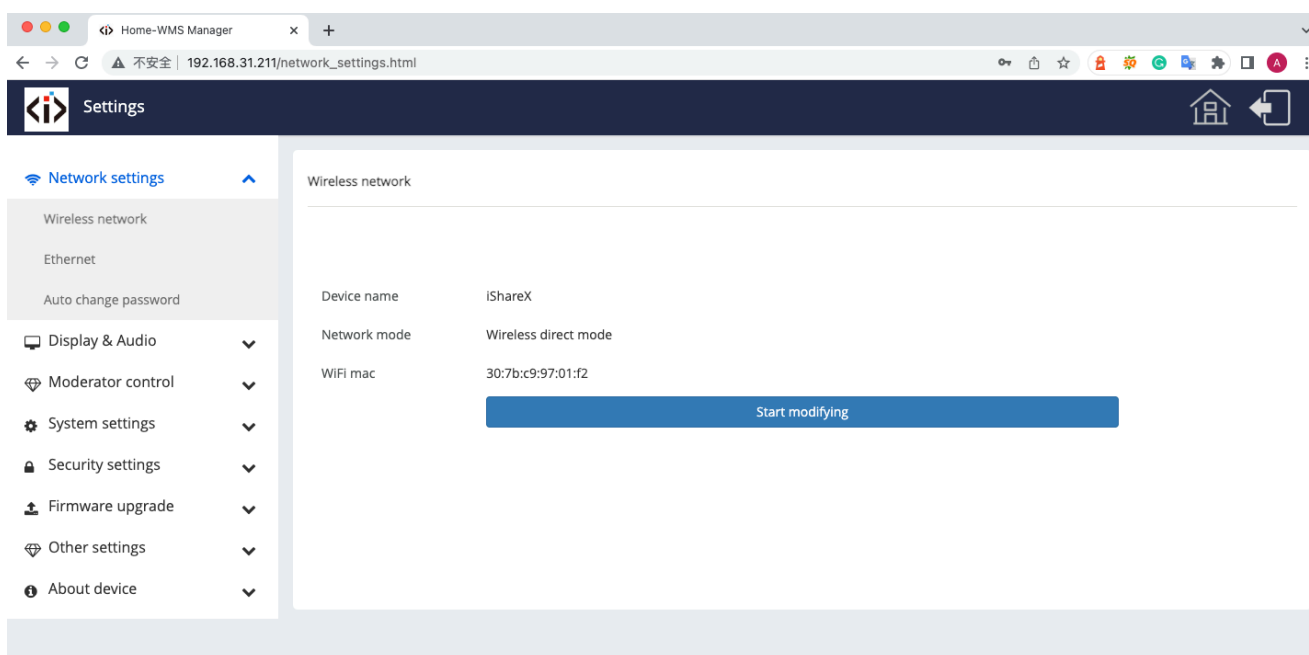 Home-WMS Manager
不安全 192.168.31.211/network_settings.html
A
<i> Settings
Network settings
Wireless network
Ethernet
Auto change password
Display & Audio
Moderator control
System settings
Security settings
Firmware upgrade
Other settings
About device
Wireless network
Device name iShareX
Network mode Wireless direct mode
WiFi mac 30:7b:c9:97:01:f2
Start modifying